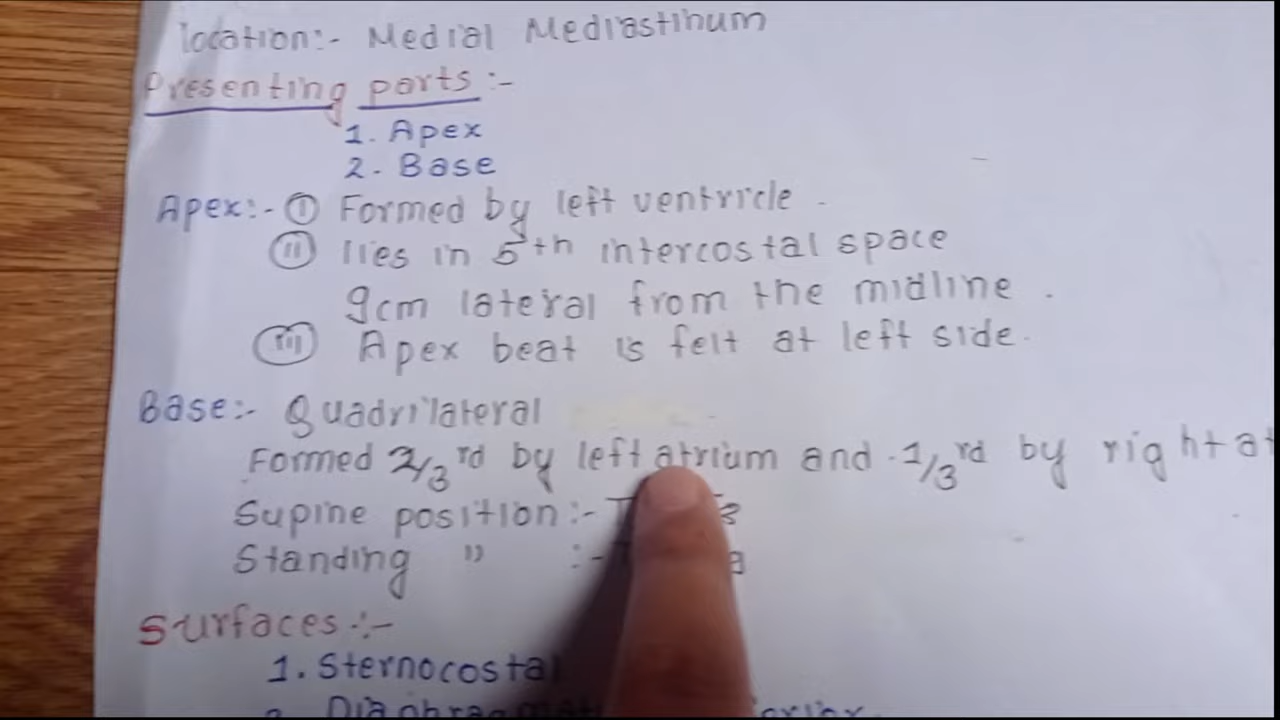 location:- Medial Mediastinum
Presenting parts :-
1. Apex
2. Base
Apex:- (I) Formed by left ventricle.
(II) lies in 5th intercostal space
9cm lateral from the midline.
(III) Apex beat is felt at left side.
Base:- Quadrilateral
Formed 2/3rd by left atrium and 1/3rd by right at
Supine position :- T
Standing " :-
Surfaces :-
1. Sternocostal
2.